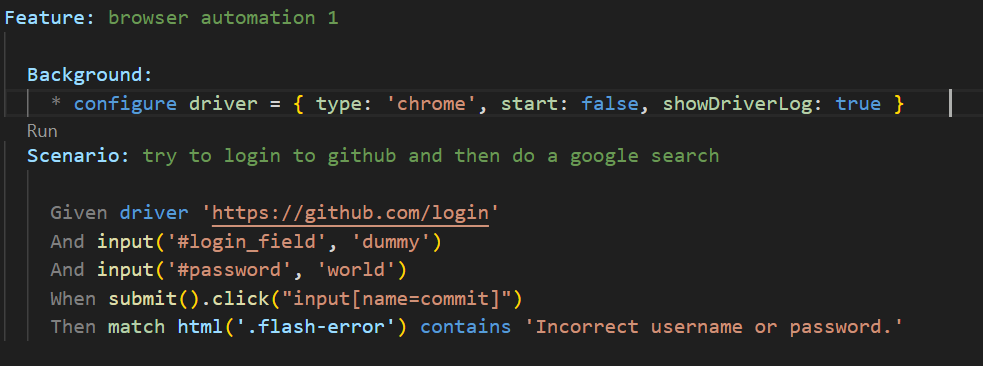 Feature: browser automation 1
Background:
* configure driver = { type: 'chrome', start: false, showDriverLog: true }
Run
Scenario: try to login to github and then do a google search
Given driver 'https://github.com/login'
And input('#login_field', 'dummy')
And input('#password', 'world')
When submit().click("input[name=commit]")
Then match html('.flash-error') contains 'Incorrect username or password.'